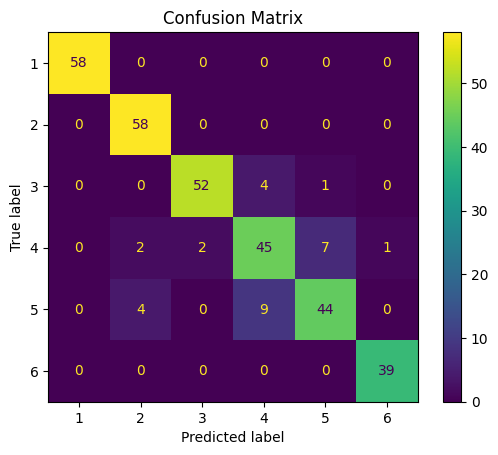 Confusion Matrix
True label
1 58 0 0 0 0 0
2 0 58 0 0 0 0
3 0 0 52 4 1 0
4 0 2 2 45 7 1
5 0 4 0 9 44 0
6 0 0 0 0 0 39
1 2 3 4 5 6
Predicted label
50
40
30
20
10
0